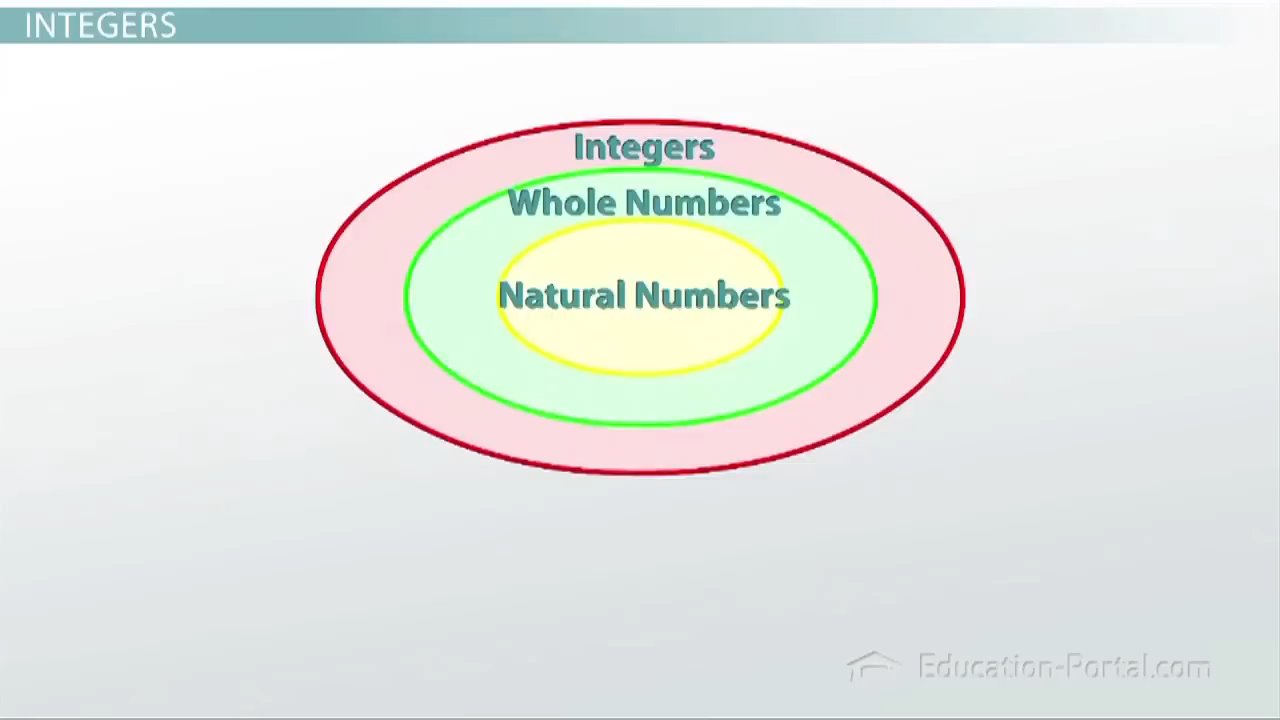 INTEGERS
Integers
Whole Numbers
Natural Numbers
Education-Portal.com